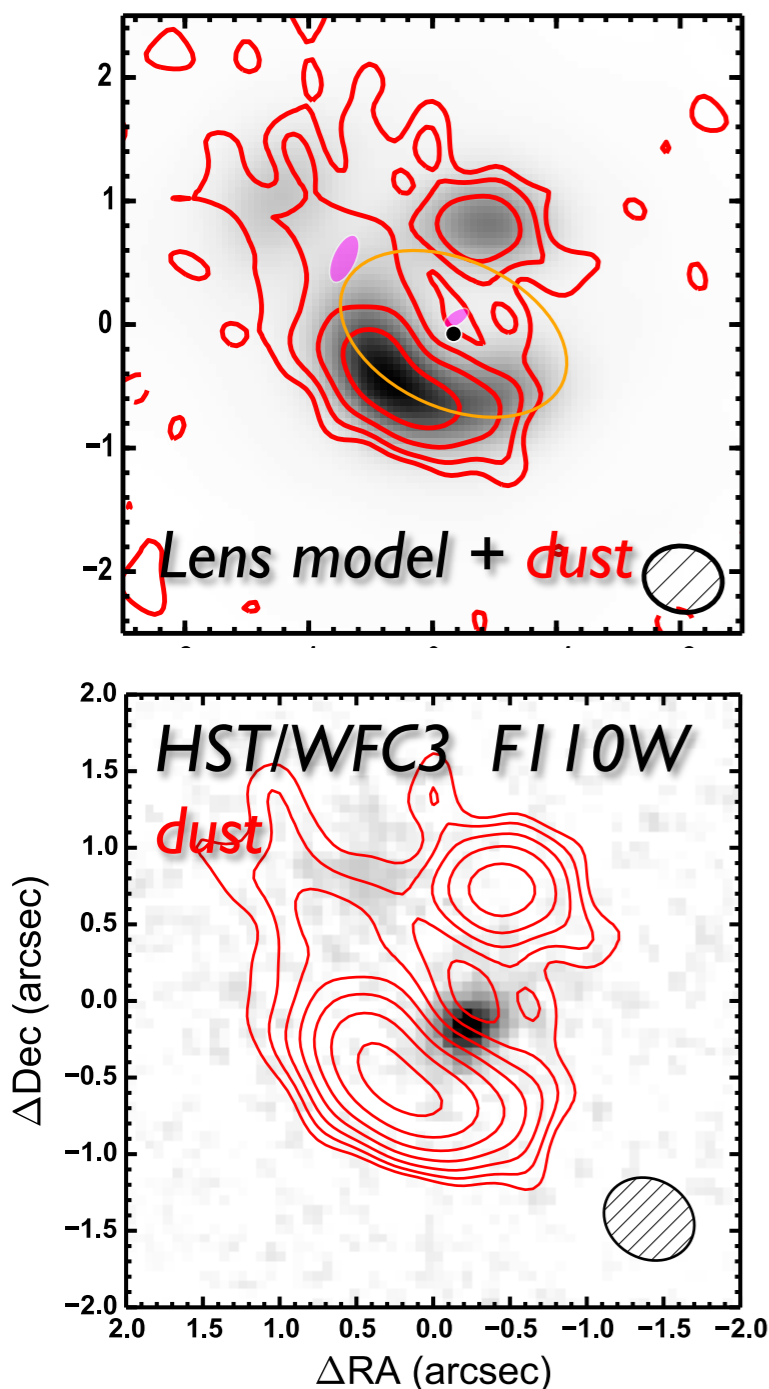 2
1
0
−1
−2
Lens model + dust
2.0
1.5
1.0
0.5
0.0
−0.5
−1.0
−1.5
−2.0
HST/WFC3 F110W
dust
ΔDec (arcsec)
2.0 1.5 1.0 0.5 0.0 −0.5 −1.0 −1.5 −2.0
ΔRA (arcsec)